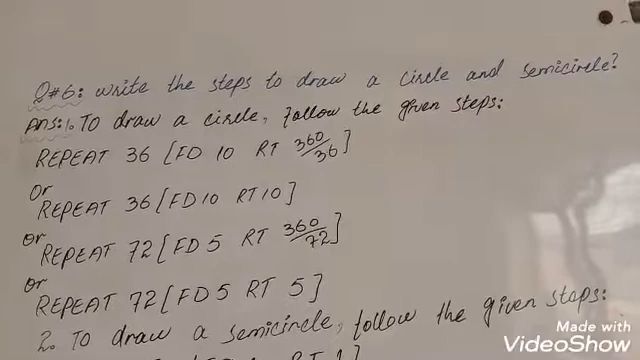 Q#6: Write the steps to draw a circle and semicircle?
Ans: 1. To draw a circle, follow the given steps:
REPEAT 36 [FD 10 RT 360/36]
Or
REPEAT 36 [FD 10 RT 10]
Or
REPEAT 72 [FD 5 RT 360/72]
Or
REPEAT 72 [FD 5 RT 5]
2. To draw a semicircle, follow the given steps:
RT 1]
Made with
VideoShow